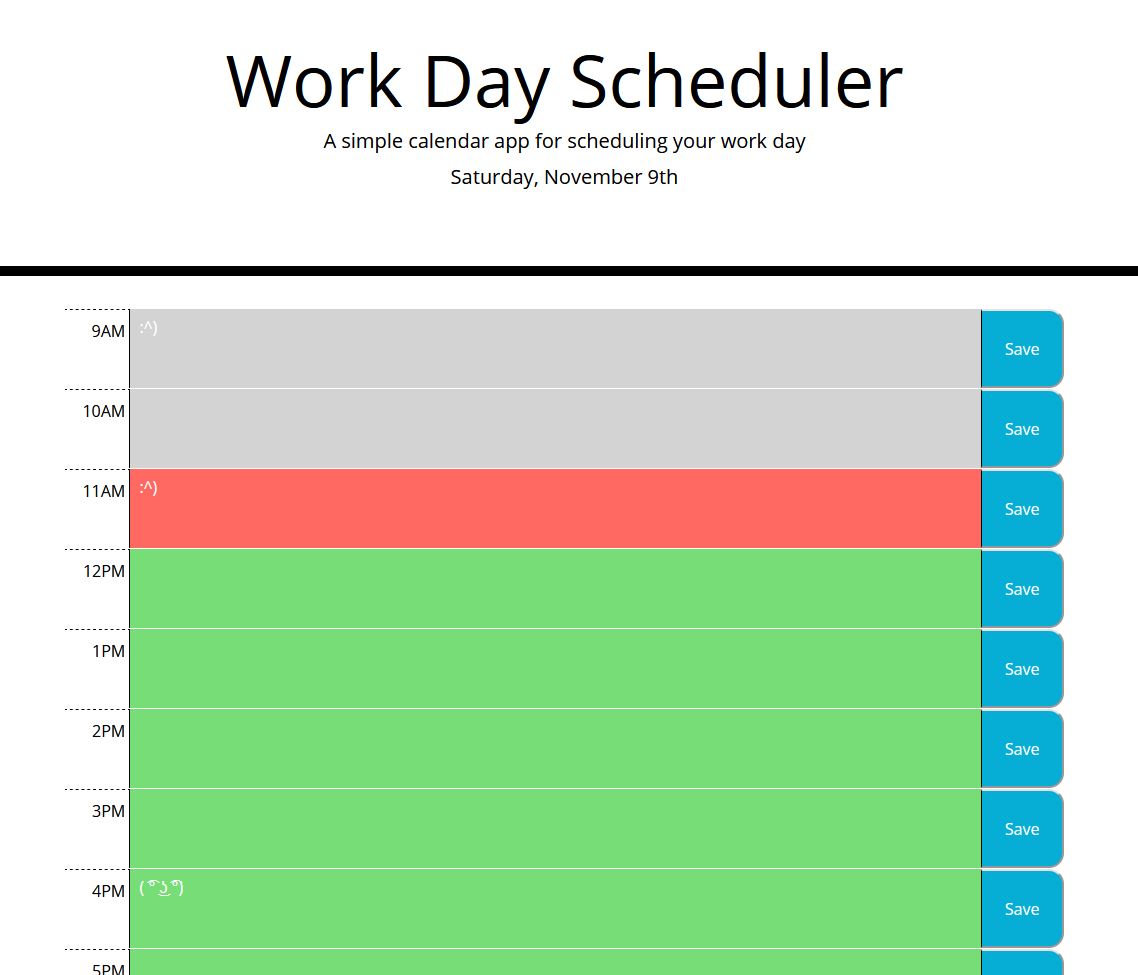 Work Day Scheduler
A simple calendar app for scheduling your work day
Saturday, November 9th
9AM :^) Save
10AM Save
11AM :^) Save
12PM Save
1PM Save
2PM Save
3PM Save
4PM ( ͡° ͜ʖ ͡°) Save
5PM